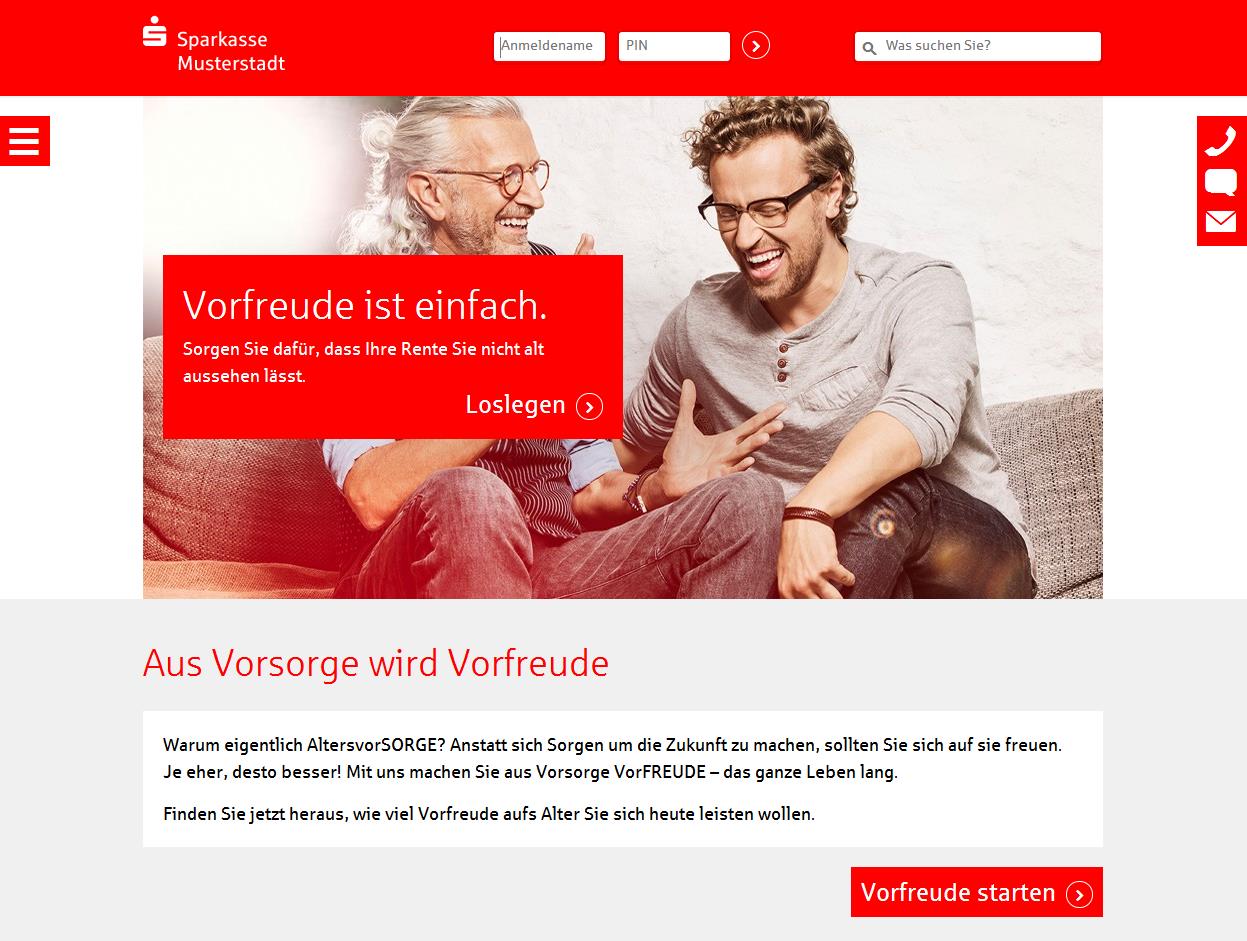 Sparkasse
Musterstadt
Anmeldename
PIN
Was suchen Sie?
Vorfreude ist einfach.
Sorgen Sie dafür, dass Ihre Rente Sie nicht alt
aussehen lässt.
Loslegen
Aus Vorsorge wird Vorfreude
Warum eigentlich AltersvorSORGE? Anstatt sich Sorgen um die Zukunft zu machen, sollten Sie sich auf sie freuen.
Je eher, desto besser! Mit uns machen Sie aus Vorsorge VorFREUDE – das ganze Leben lang.
Finden Sie jetzt heraus, wie viel Vorfreude aufs Alter Sie sich heute leisten wollen.
Vorfreude starten